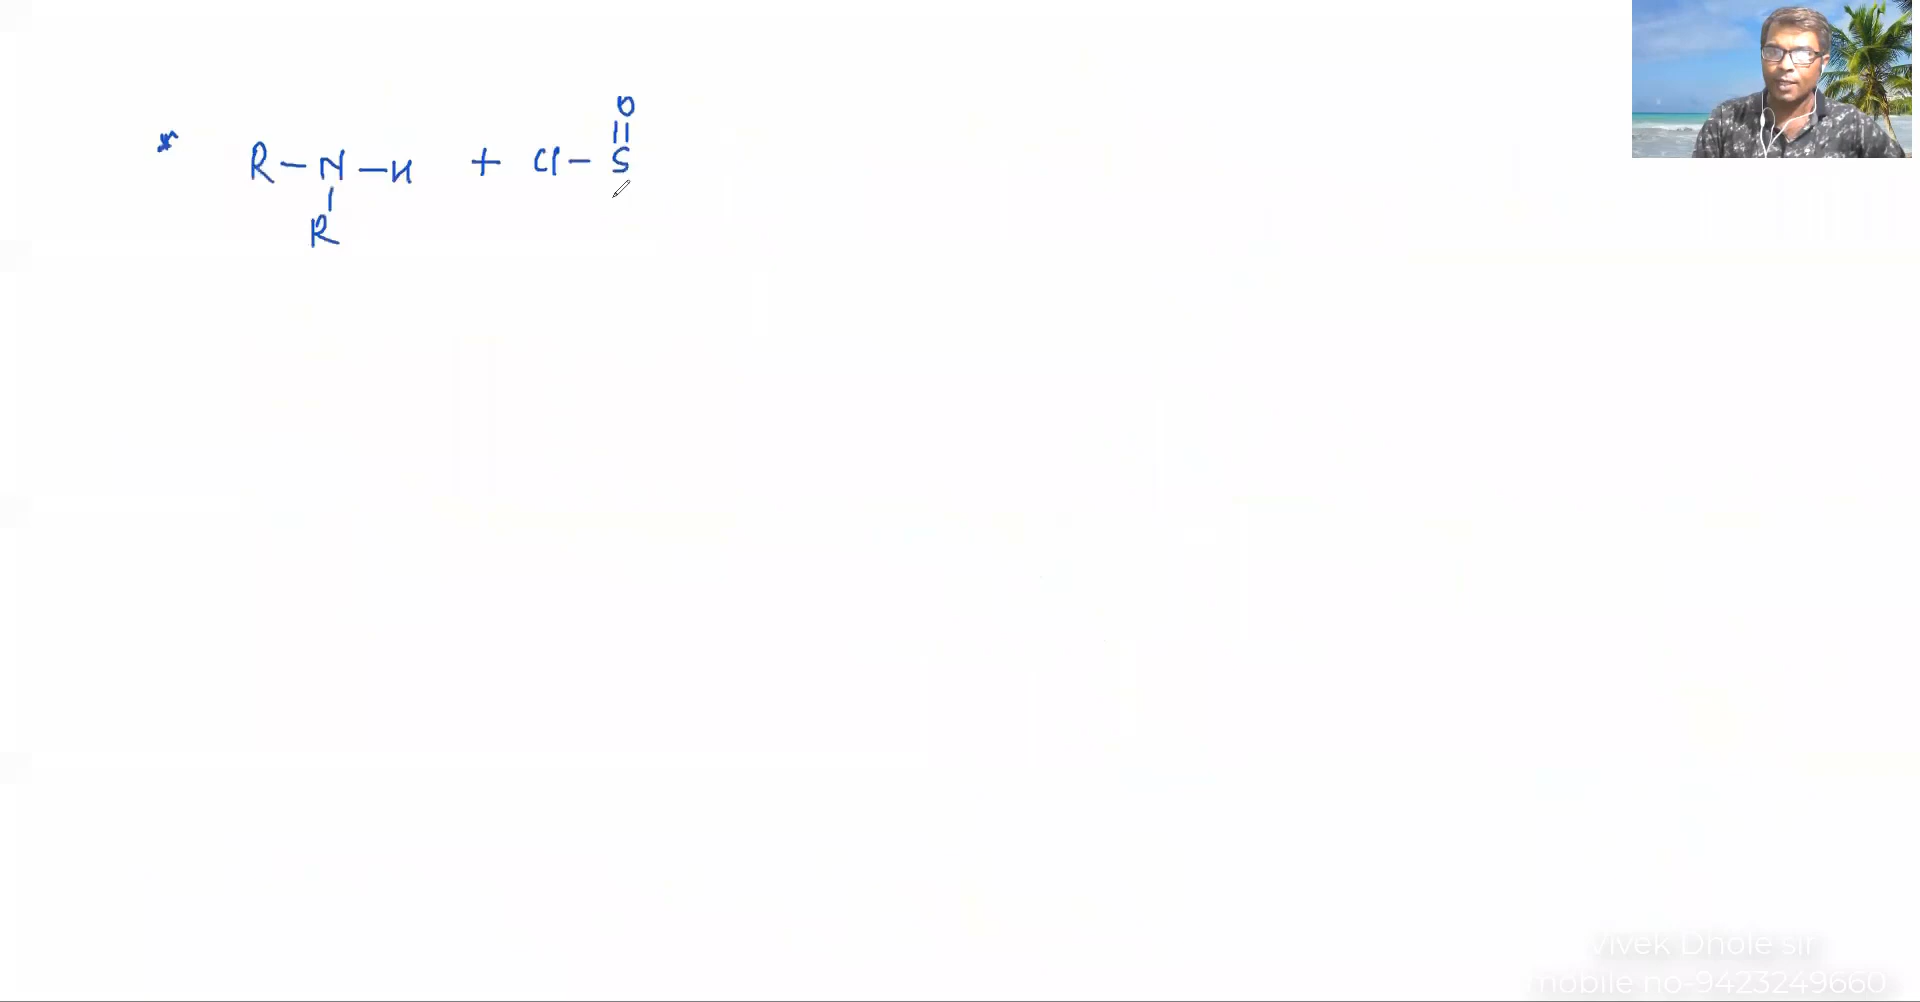 O
||
* R – N – H + Cl – S
|
R
Vivek Dhole sir
mobile no-9423249660